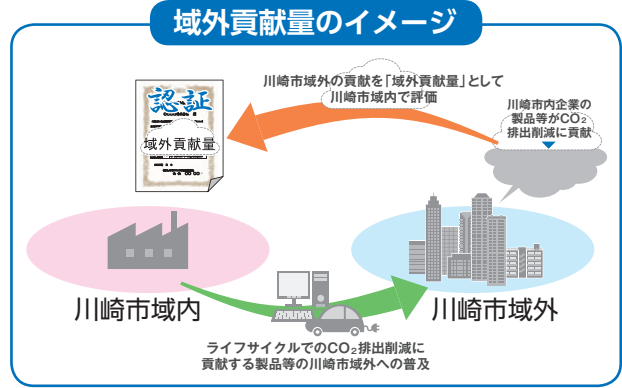 域外貢献量のイメージ
川崎市域外の貢献を「域外貢献量」として
川崎市域内で評価
川崎市内企業の
製品等がCO₂
排出削減に貢献
認証
域外貢献量
川崎市域内
川崎市域外
ライフサイクルでのCO₂排出削減に
貢献する製品等の川崎市域外への普及